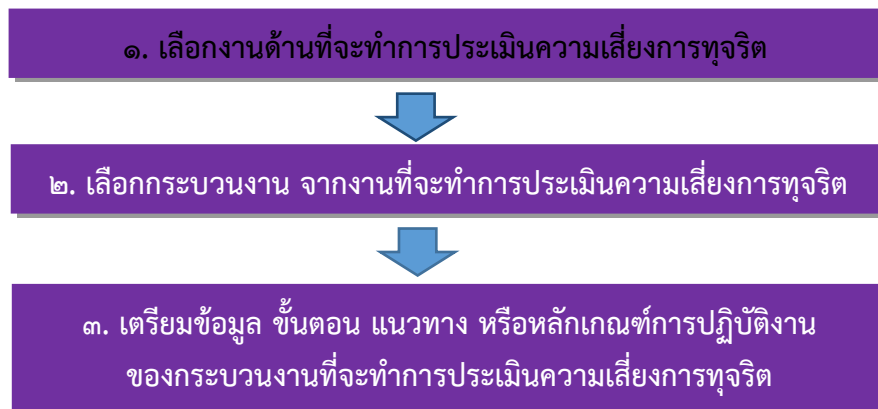 ๑. เลือกงานด้านที่จะทำการประเมินความเสี่ยงการทุจริต
๒. เลือกกระบวนงาน จากงานที่จะทำการประเมินความเสี่ยงการทุจริต
๓. เตรียมข้อมูล ขั้นตอน แนวทาง หรือหลักเกณฑ์การปฏิบัติงาน
ของกระบวนงานที่จะทำการประเมินความเสี่ยงการทุจริต